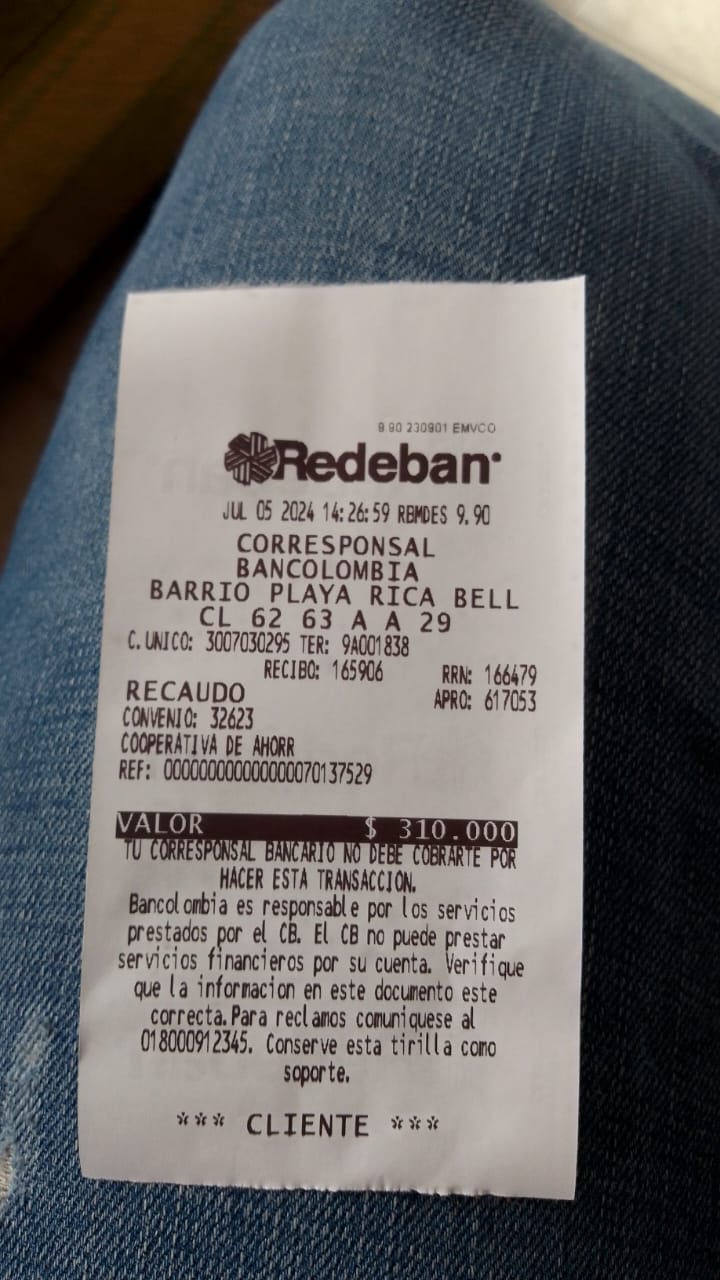 9.90 230901 EMVCO
Redeban
JUL 05 2024 14:26:59 RBMDES 9.90
CORRESPONSAL
BANCOLOMBIA
BARRIO PLAYA RICA BELL
CL 62 63 A A 29
C.UNICO: 3007030295 TER: 9A001838
RECIBO: 165906 RRN: 166479
RECAUDO APRO: 617053
CONVENIO: 32623
COOPERATIVA DE AHORR
REF: 000000000000000070137529
VALOR $ 310.000
TU CORRESPONSAL BANCARIO NO DEBE COBRARTE POR
HACER ESTA TRANSACCION.
Bancolombia es responsable por los servicios
prestados por el CB. El CB no puede prestar
servicios financieros por su cuenta. Verifique
que la informacion en este documento este
correcta.Para reclamos comuniquese al
018000912345. Conserve esta tirilla como
soporte.
*** CLIENTE ***